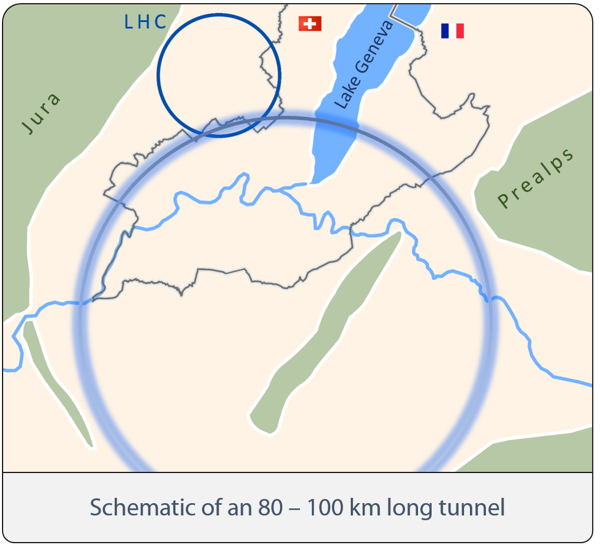 LHC
Lake Geneva
Jura
Prealps
Schematic of an 80 – 100 km long tunnel